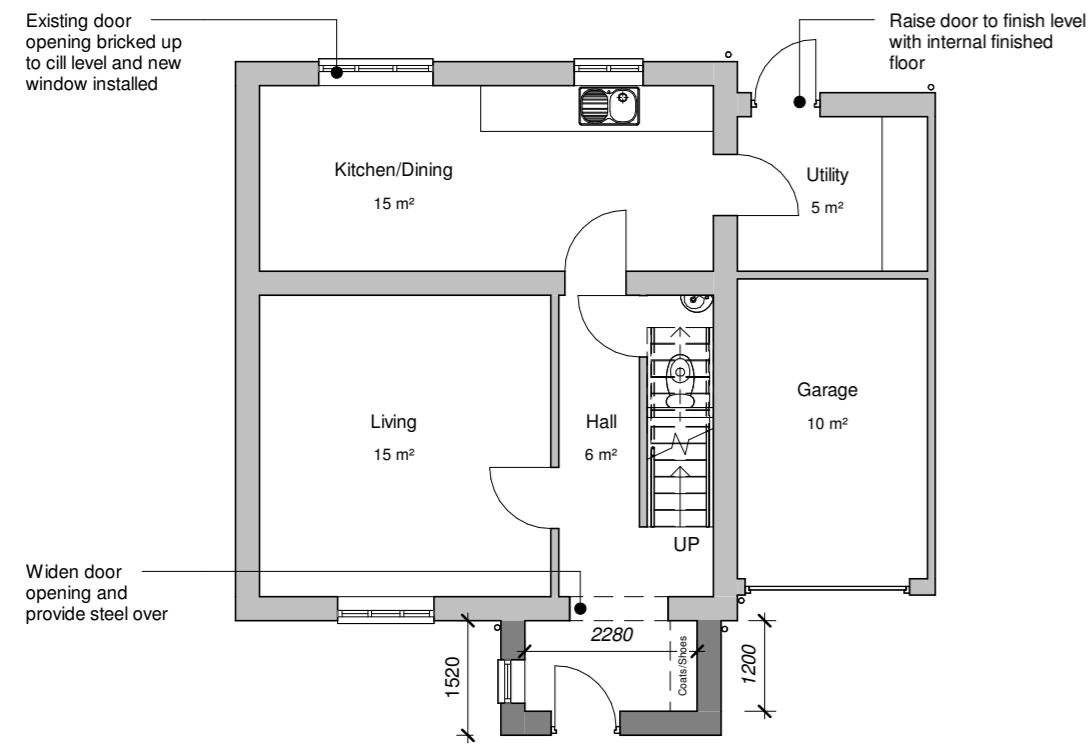 Existing door
opening bricked up
to cill level and new
window installed
Raise door to finish level
with internal finished
floor
Kitchen/Dining
15 m²
Utility
5 m²
Living
15 m²
Hall
6 m²
Garage
10 m²
UP
Widen door
opening and
provide steel over
2280
Coats/Shoes
1520
1200